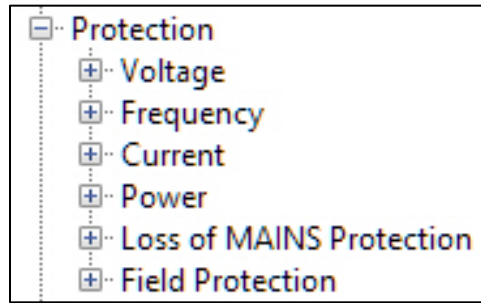 Protection
Voltage
Frequency
Current
Power
Loss of MAINS Protection
Field Protection